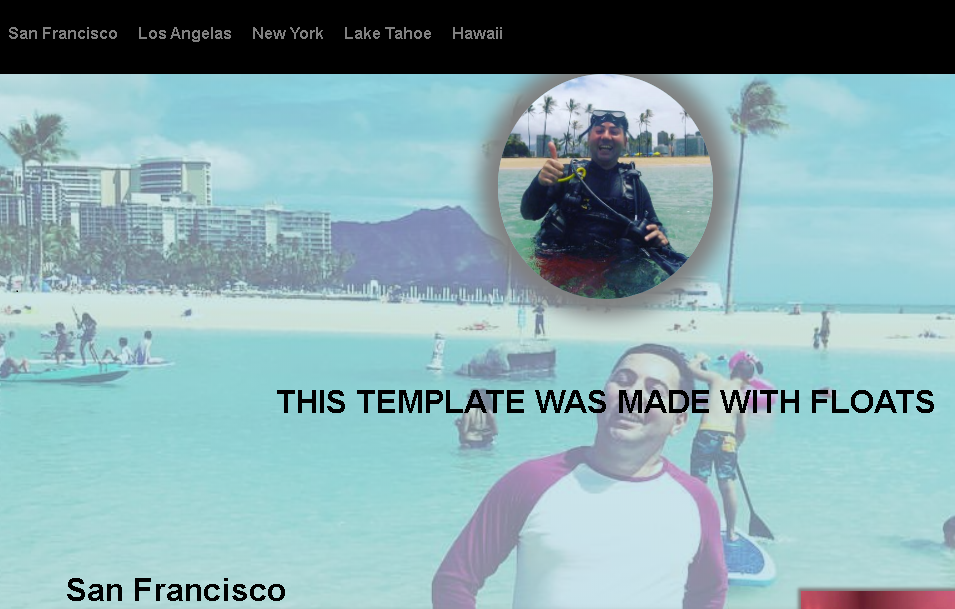 San Francisco Los Angelas New York Lake Tahoe Hawaii
THIS TEMPLATE WAS MADE WITH FLOATS
San Francisco